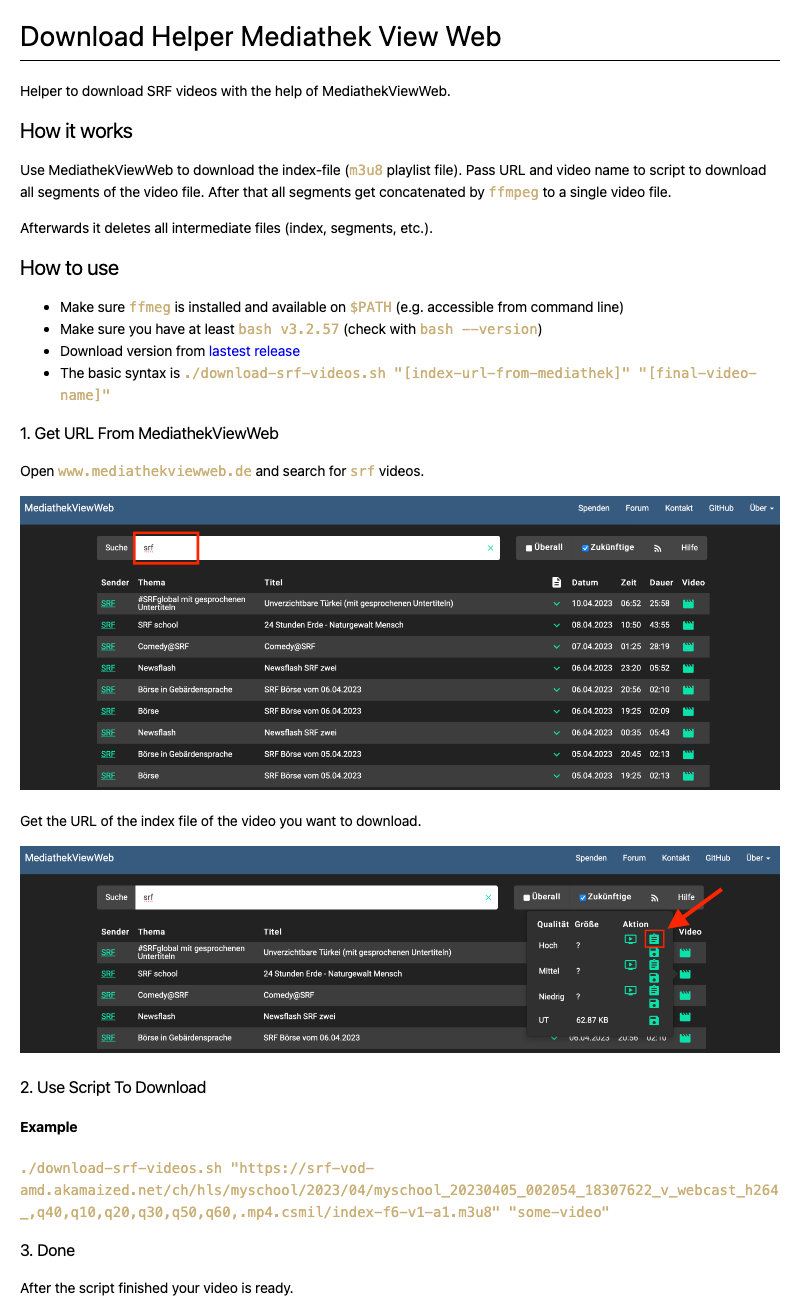 Download Helper Mediathek View Web
Helper to download SRF videos with the help of MediathekViewWeb.
How it works
Use MediathekViewWeb to download the index-file (m3u8 playlist file). Pass URL and video name to script to download
all segments of the video file. After that all segments get concatenated by ffmpeg to a single video file.
Afterwards it deletes all intermediate files (index, segments, etc.).
How to use
• Make sure ffmeg is installed and available on $PATH (e.g. accessible from command line)
• Make sure you have at least bash v3.2.57 (check with bash --version)
• Download version from lastest release
• The basic syntax is ./download-srf-videos.sh "[index-url-from-mediathek]" "[final-video-
name]"
1. Get URL From MediathekViewWeb
Open www.mediathekviewweb.de and search for srf videos.
MediathekViewWeb Spenden Forum Kontakt GitHub Über
Suche srf × Überall Zukünftige Hilfe
Sender Thema Titel Datum Zeit Dauer Video
SRF #SRFglobal mit gesprochenen Untertiteln Unverzichtbare Türkei (mit gesprochenen Untertiteln) 10.04.2023 06:52 25:58
SRF SRF school 24 Stunden Erde - Naturgewalt Mensch 08.04.2023 10:50 43:55
SRF Comedy@SRF Comedy@SRF 07.04.2023 01:25 28:19
SRF Newsflash Newsflash SRF zwei 06.04.2023 23:20 05:52
SRF Börse in Gebärdensprache SRF Börse vom 06.04.2023 06.04.2023 20:56 02:10
SRF Börse SRF Börse vom 06.04.2023 06.04.2023 19:25 02:09
SRF Newsflash Newsflash SRF zwei 06.04.2023 00:35 05:43
SRF Börse in Gebärdensprache SRF Börse vom 05.04.2023 05.04.2023 20:45 02:13
SRF Börse SRF Börse vom 05.04.2023 05.04.2023 19:25 02:13
Get the URL of the index file of the video you want to download.
MediathekViewWeb Spenden Forum Kontakt GitHub Über
Suche srf × Überall Zukünftige Hilfe
Qualität Größe Aktion
Sender Thema Titel Video
Hoch ?
SRF #SRFglobal mit gesprochenen Untertiteln Unverzichtbare Türkei (mit gesprochenen Untertiteln)
Mittel ?
SRF SRF school 24 Stunden Erde - Naturgewalt Mensch
Niedrig ?
SRF Comedy@SRF Comedy@SRF
UT 62.87 KB
SRF Newsflash Newsflash SRF zwei
SRF Börse in Gebärdensprache SRF Börse vom 06.04.2023 06.04.2023 20:56 02:10
2. Use Script To Download
Example
./download-srf-videos.sh "https://srf-vod-
amd.akamaized.net/ch/hls/myschool/2023/04/myschool_20230405_002054_18307622_v_webcast_h264
_,q40,q10,q20,q30,q50,q60,.mp4.csmil/index-f6-v1-a1.m3u8" "some-video"
3. Done
After the script finished your video is ready.